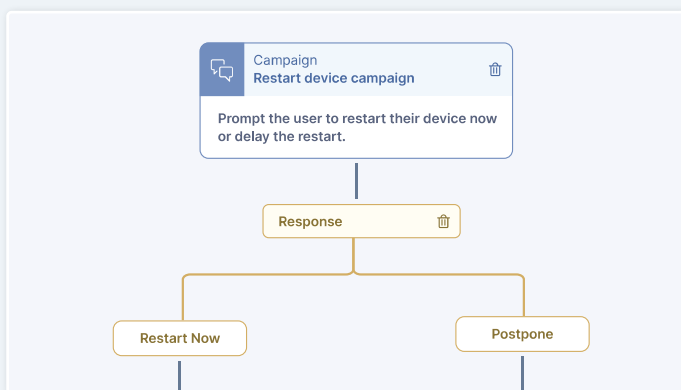 Campaign
Restart device campaign
Prompt the user to restart their device now
or delay the restart.
Response
Restart Now
Postpone